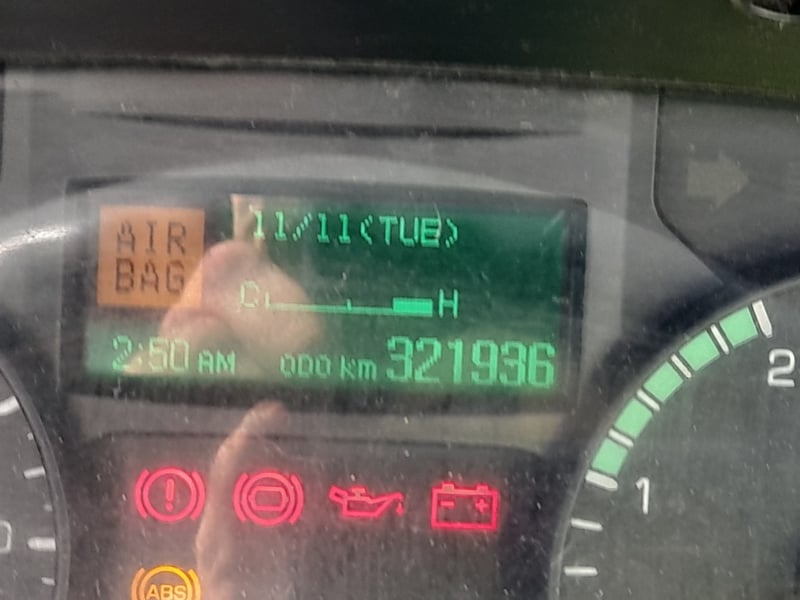 AIR
BAG
11/11(TUE)
C H
2:50 AM ODO km 321936
2
1
ABS